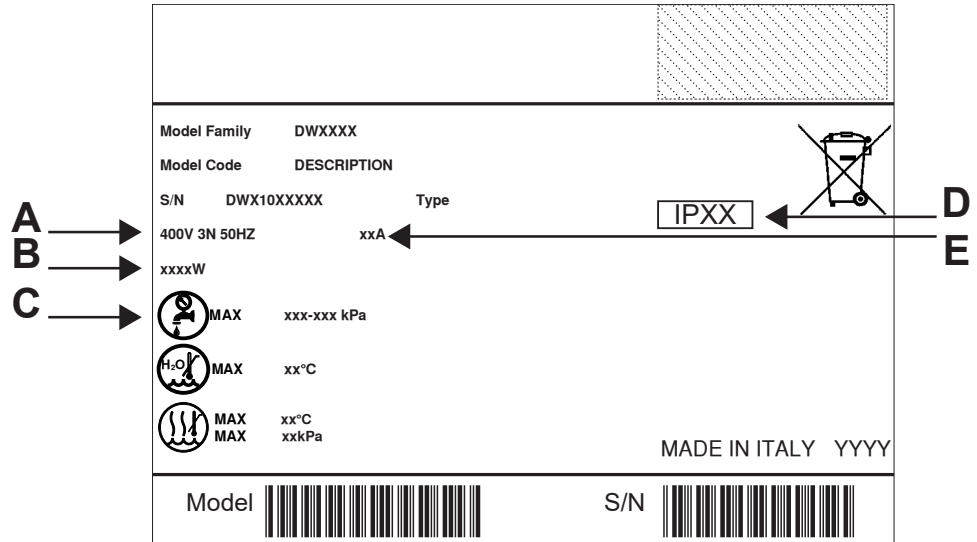 Model Family DWXXXX
Model Code DESCRIPTION
S/N DWX10XXXXX Type
IPXX
D
A
400V 3N 50HZ xxA
E
B
xxxxW
C
MAX xxx-xxx kPa
H₂O MAX xx°C
MAX xx°C
MAX xxkPa
MADE IN ITALY YYYY
Model S/N